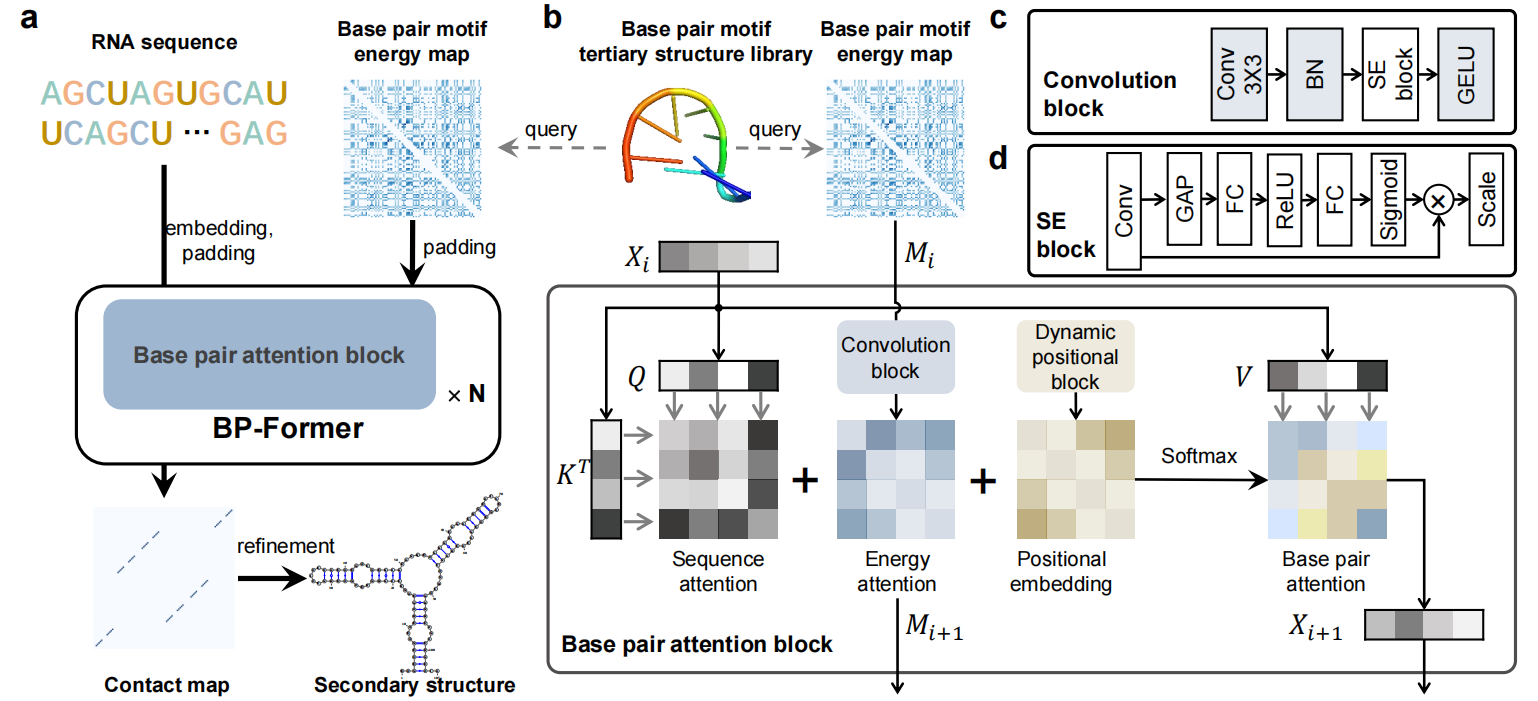 a
RNA sequence
AGCUAGUGCAU
UCAGCU ··· GAG
Base pair motif
energy map
embedding,
padding
padding
Base pair attention block
× N
BP-Former
refinement
Contact map
Secondary structure
b
Base pair motif
tertiary structure library
Base pair motif
energy map
query
query
X_i
M_i
Q
K^T
Convolution
block
Dynamic
positional
block
V
+
+
Softmax
Sequence
attention
Energy
attention
Positional
embedding
Base pair
attention
M_{i+1}
X_{i+1}
Base pair attention block
c
Convolution
block
Conv
3X3
BN
SE
block
GELU
d
SE
block
Conv
GAP
FC
ReLU
FC
Sigmoid
×
Scale